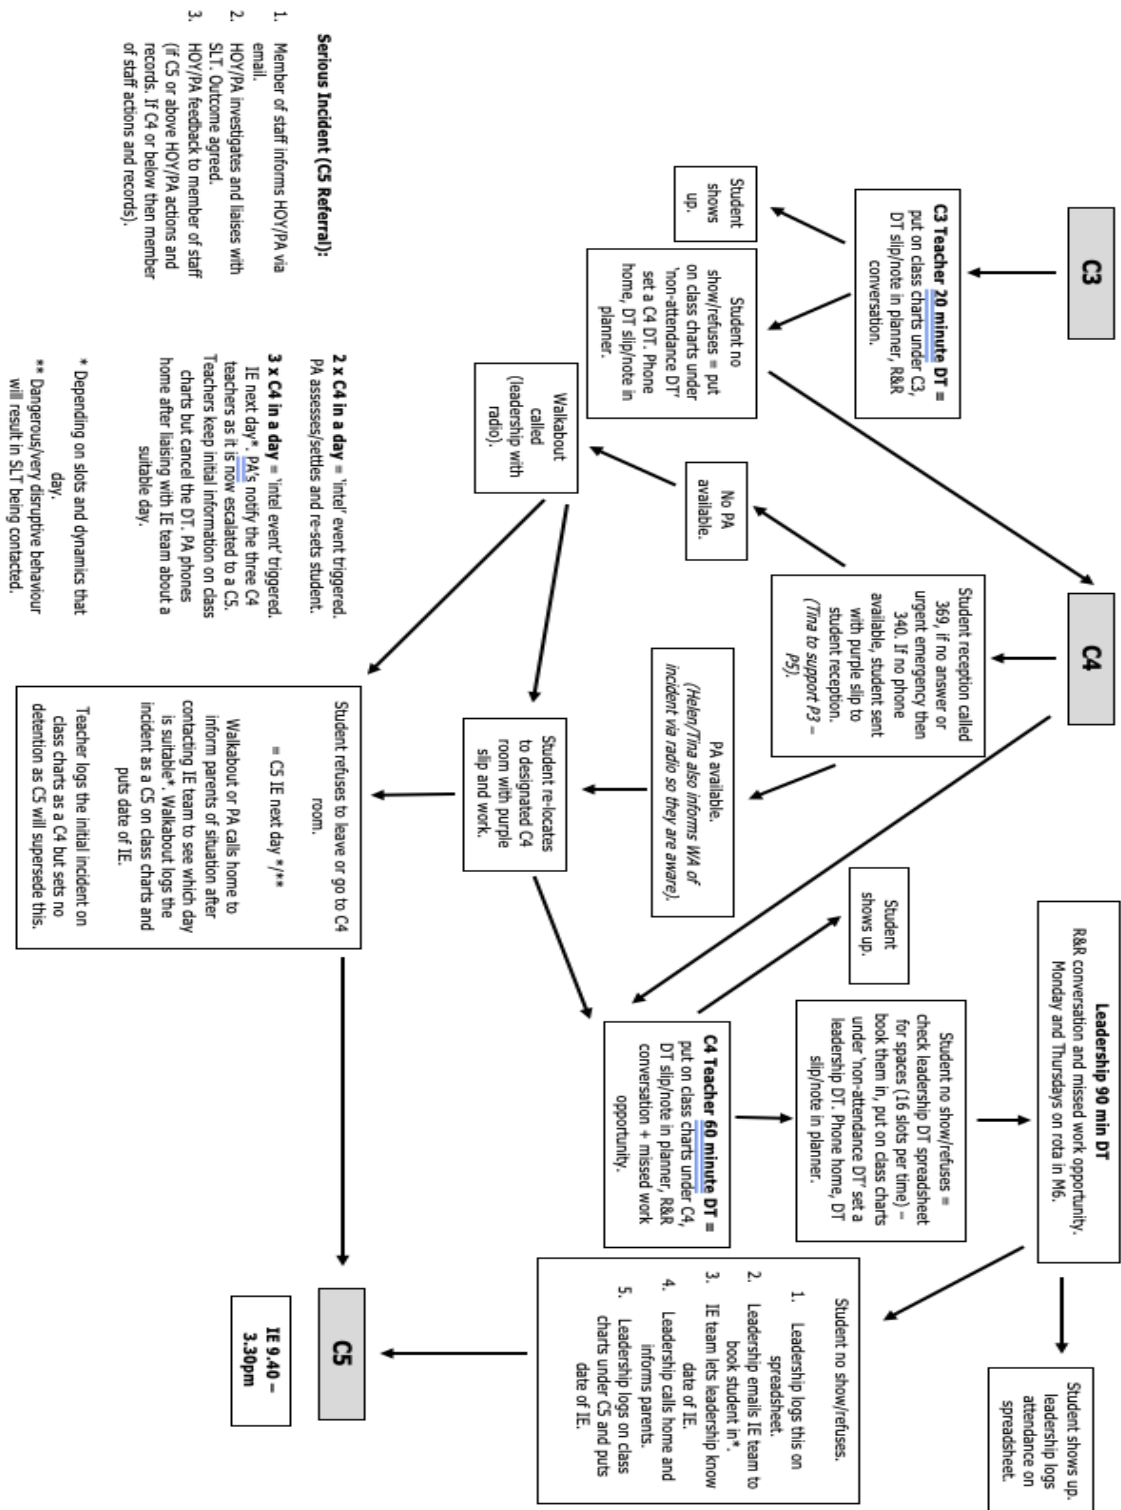 C3
C3 Teacher 20 minute DT =
put on class charts under C3,
DT slip/note in planner, R&R
conversation.
Student
shows
up.
Student no
show/refuses = put
on class charts under
‘non-attendance DT’
set a C4 DT. Phone
home, DT slip/note in
planner.
C4
Student reception called
369, if no answer or
urgent emergency then
340. If no phone
available, student sent
with purple slip to
student reception.
(Tina to support P3 –
P5).
No PA
available.
Walkabout
called
(leadership with
radio).
PA available.
(Helen/Tina also informs WA of
incident via radio so they are aware).
Student re-locates
to designated C4
room with purple
slip and work.
Student refuses to leave or go to C4
room.
= C5 IE next day */**
Walkabout or PA calls home to
inform parents of situation after
contacting IE team to see which day
is suitable*. Walkabout logs the
incident as a C5 on class charts and
puts date of IE.
Teacher logs the initial incident on
class charts as a C4 but sets no
detention as C5 will supersede this.
C4 Teacher 60 minute DT =
put on class charts under C4,
DT slip/note in planner, R&R
conversation + missed work
opportunity.
Student
shows up.
Student no show/refuses =
check leadership DT spreadsheet
for spaces (16 slots per time) –
book them in, put on class charts
under ‘non-attendance DT’ set a
leadership DT. Phone home, DT
slip/note in planner.
Leadership 90 min DT
R&R conversation and missed work opportunity.
Monday and Thursdays on rota in M6.
Student shows up.
leadership logs
attendance on
spreadsheet.
Student no show/refuses.
1. Leadership logs this on
spreadsheet.
2. Leadership emails IE team to
book student in*.
3. IE team lets leadership know
date of IE.
4. Leadership calls home and
informs parents.
5. Leadership logs on class
charts under C5 and puts
date of IE.
C5
IE 9.40 –
3.30pm
Serious Incident (C5 Referral):
1. Member of staff informs HOY/PA via
email.
2. HOY/PA investigates and liaises with
SLT. Outcome agreed.
3. HOY/PA feedback to member of staff
(if C5 or above HOY/PA actions and
records. If C4 or below then member
of staff actions and records).
2 x C4 in a day = ‘intel’ event triggered.
PA assesses/settles and re-sets student.
3 x C4 in a day = ‘intel event’ triggered.
IE next day*. PA’s notify the three C4
teachers as it is now escalated to a C5.
Teachers keep initial information on class
charts but cancel the DT. PA phones
home after liaising with IE team about a
suitable day.
* Depending on slots and dynamics that
day.
** Dangerous/very disruptive behaviour
will result in SLT being contacted.